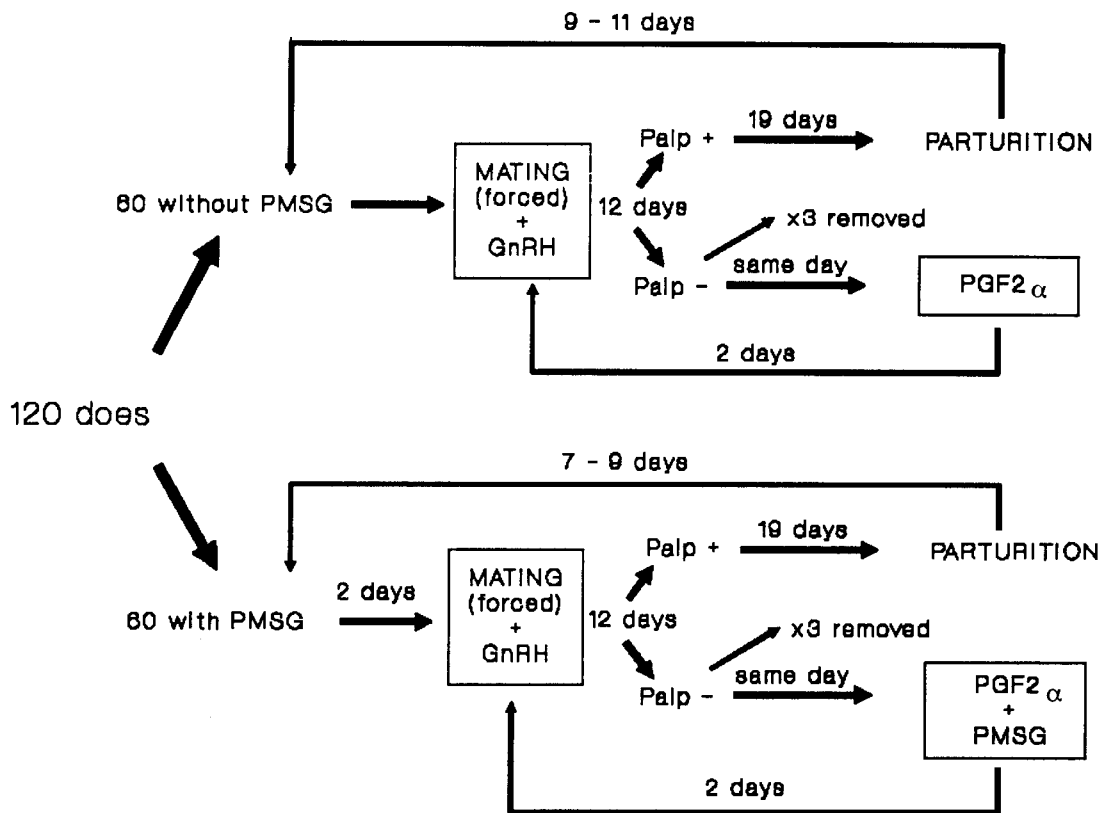 9 - 11 days
Palp +
19 days
PARTURITION
MATING
(forced)
+
GnRH
60 without PMSG
12 days
x3 removed
Palp -
same day
PGF2 α
2 days
120 does
7 - 9 days
Palp +
19 days
PARTURITION
MATING
(forced)
+
GnRH
2 days
60 with PMSG
12 days
x3 removed
Palp -
same day
PGF2 α
+
PMSG
2 days